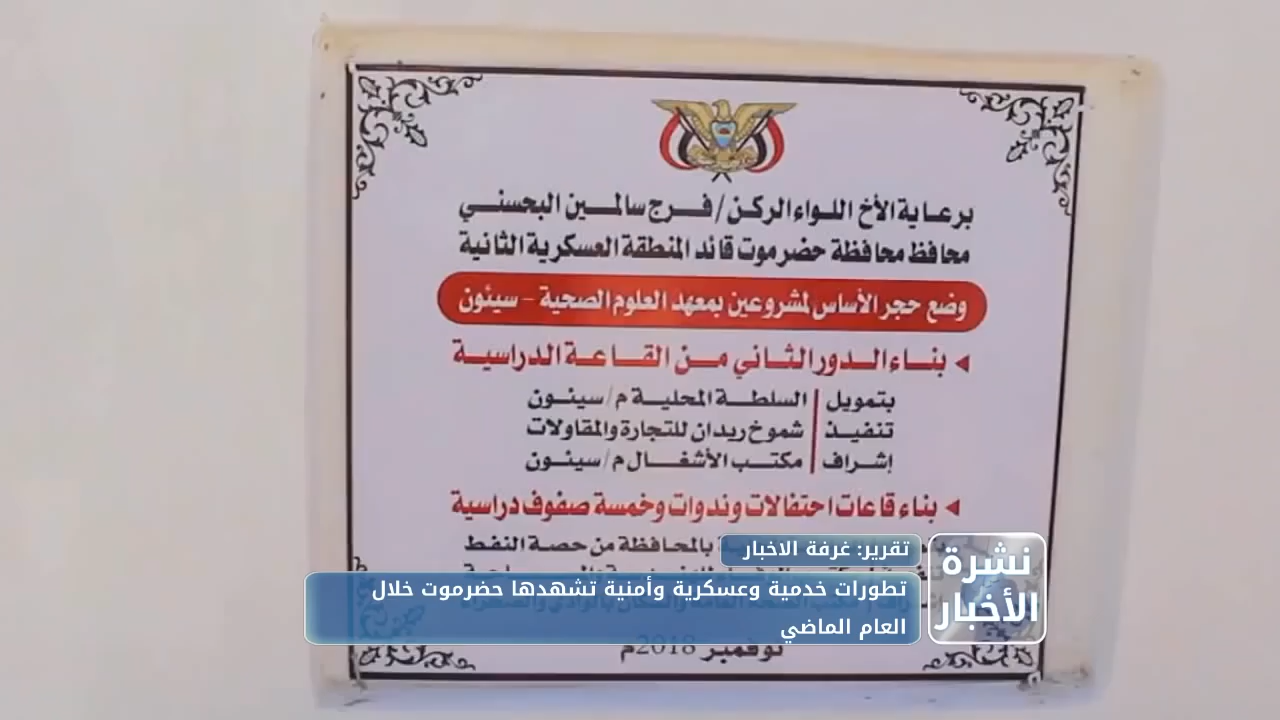 برعاية الأخ اللواء الركن / فرج سالمين البحسني
محافظ محافظة حضرموت قائد المنطقة العسكرية الثانية
وضع حجر الأساس لمشروعين بمعهد العلوم الصحية - سيئون
بناء الدور الثاني من القاعة الدراسية
بتمويل | السلطة المحلية م/سيئون
تنفيذ | شموخ ريدان للتجارة والمقاولات
إشراف | مكتب الأشغال م/سيئون
بناء قاعات احتفالات وندوات وخمسة صفوف دراسية
بالمحافظة من حصة النفط
نوفمبر 2018م
تقرير: غرفة الاخبار
تطورات خدمية وعسكرية وأمنية تشهدها حضرموت خلال
العام الماضي
نشرة
الأخبار